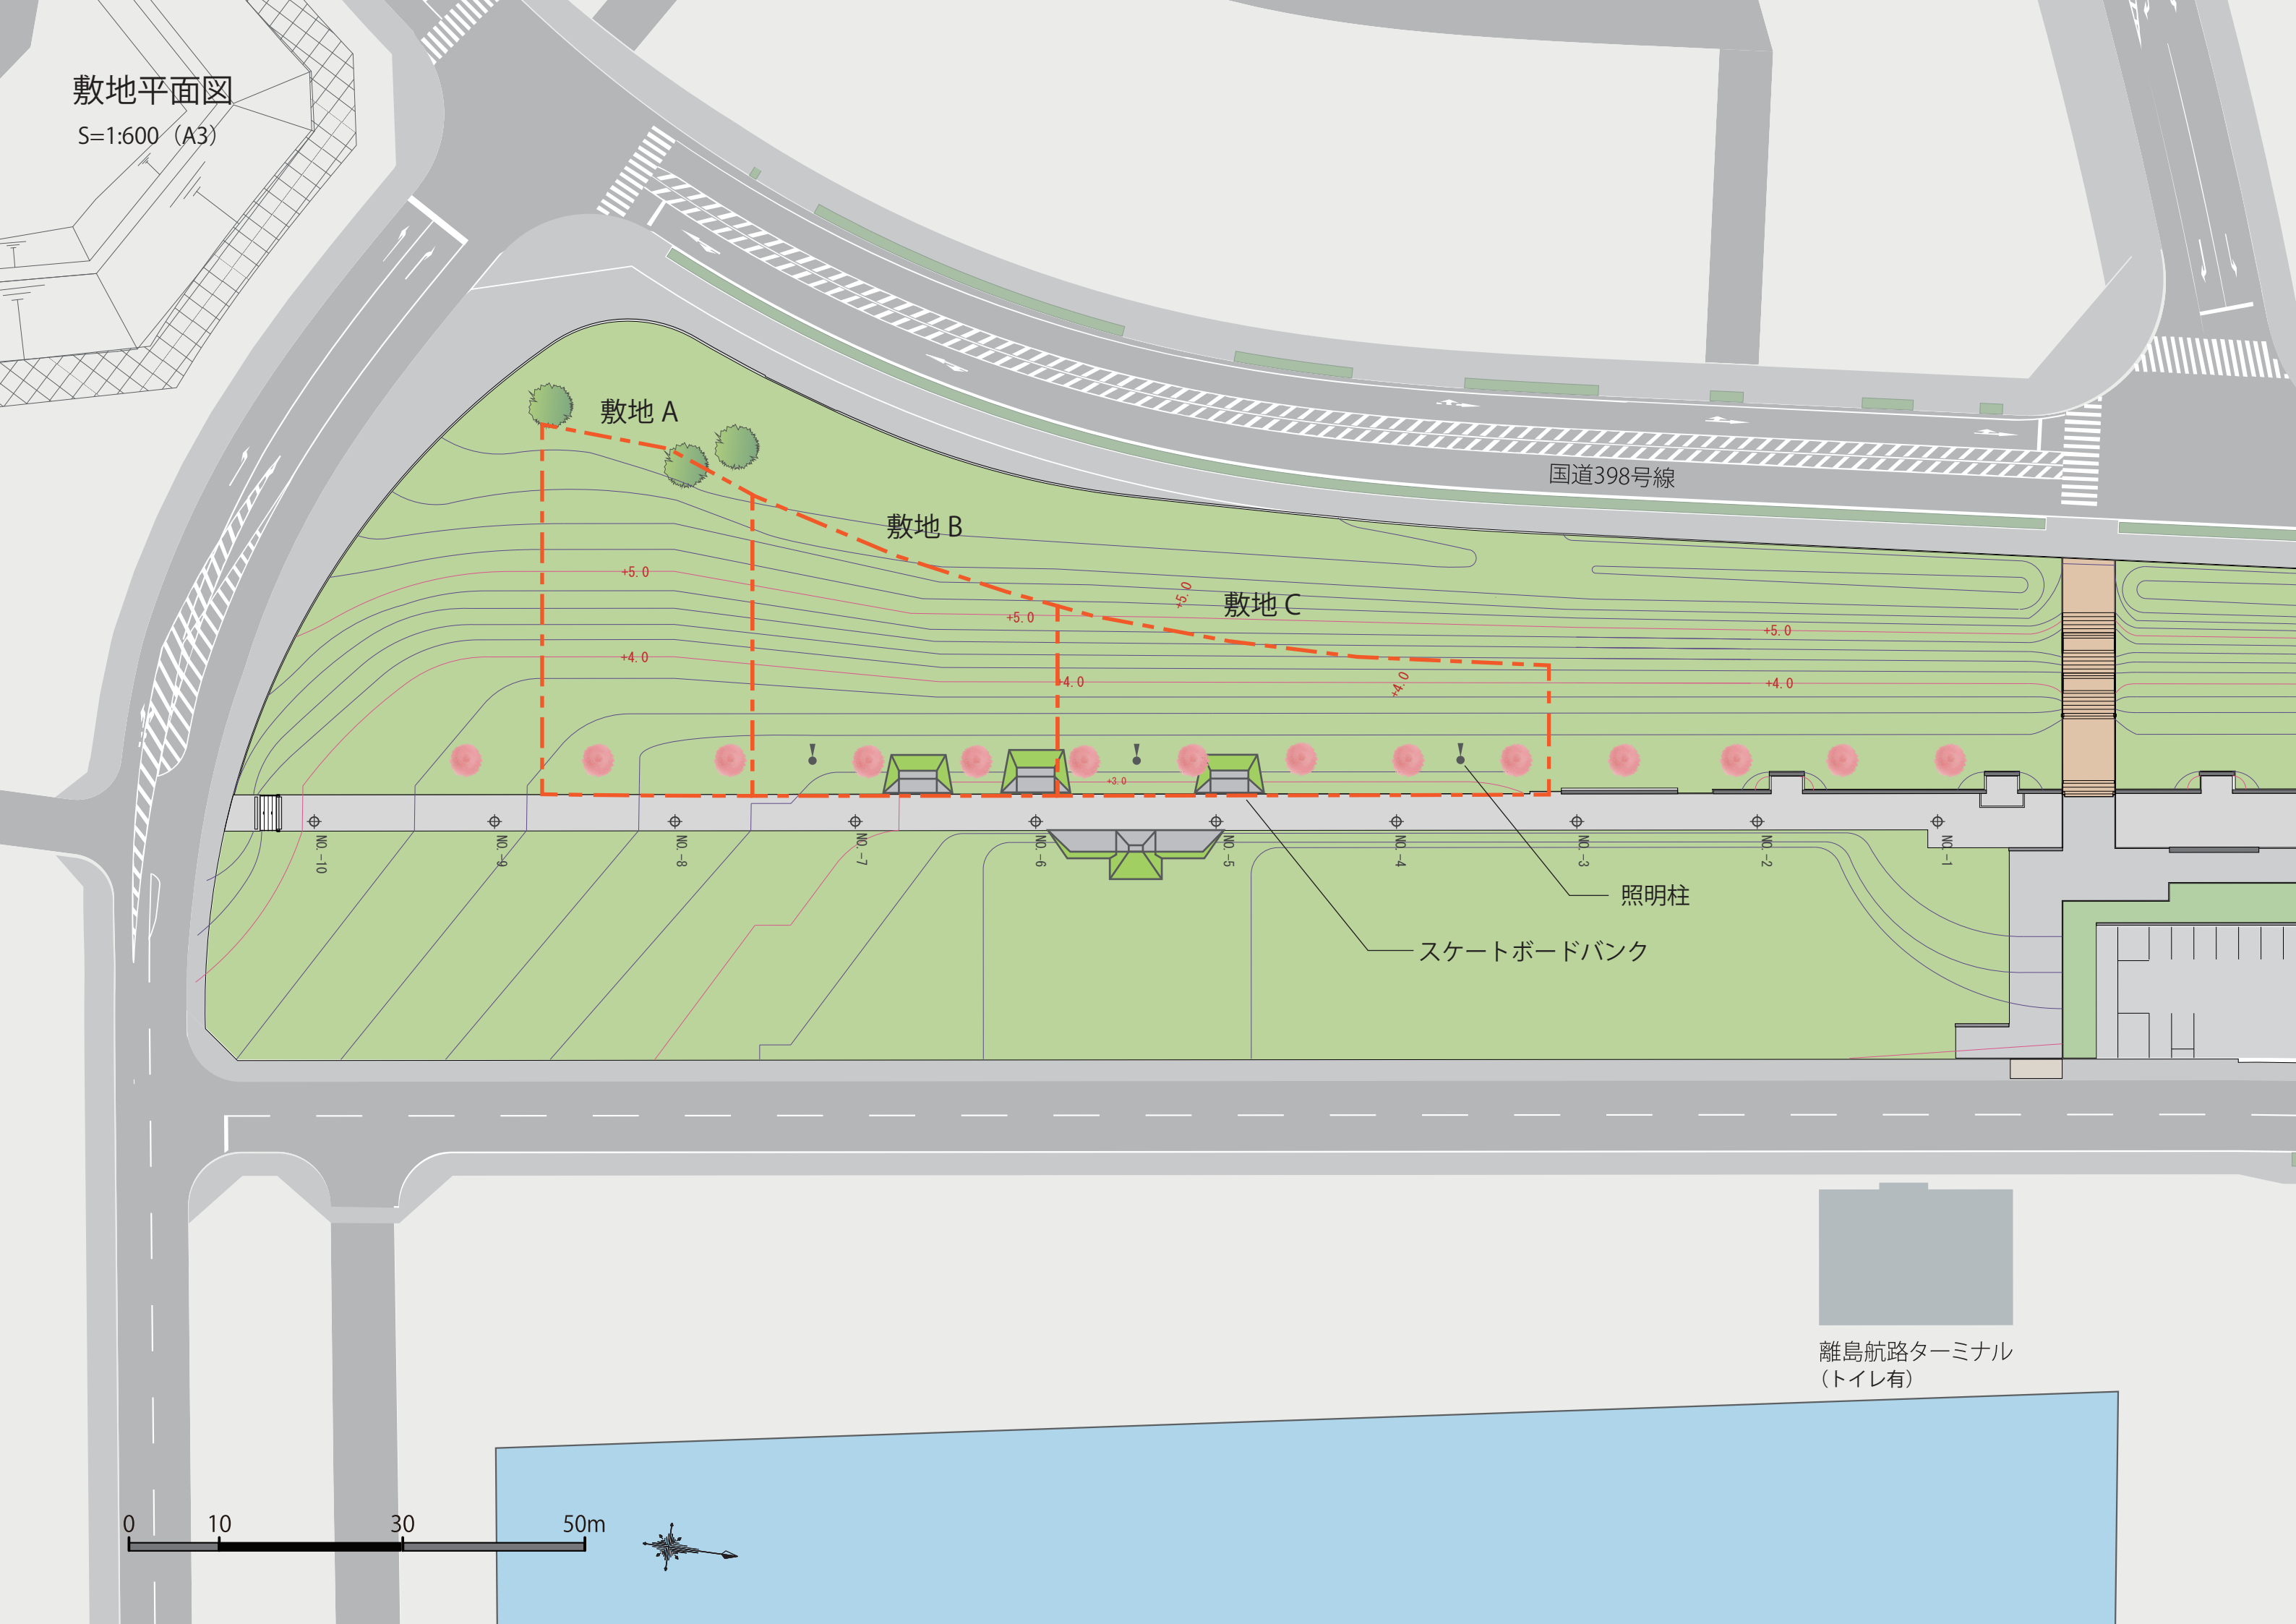 敷地平面図
S=1:600（A3）
敷地 A
国道398号線
敷地 B
+5.0
+5.0
+5.0
敷地 C
+5.0
+4.0
+4.0
+4.0
+4.0
+3.0
NO.-10
NO.-9
NO.-8
NO.-7
NO.-6
NO.-5
NO.-4
NO.-3
NO.-2
NO.-1
照明柱
スケートボードバンク
離島航路ターミナル
（トイレ有）
0 10 30 50m